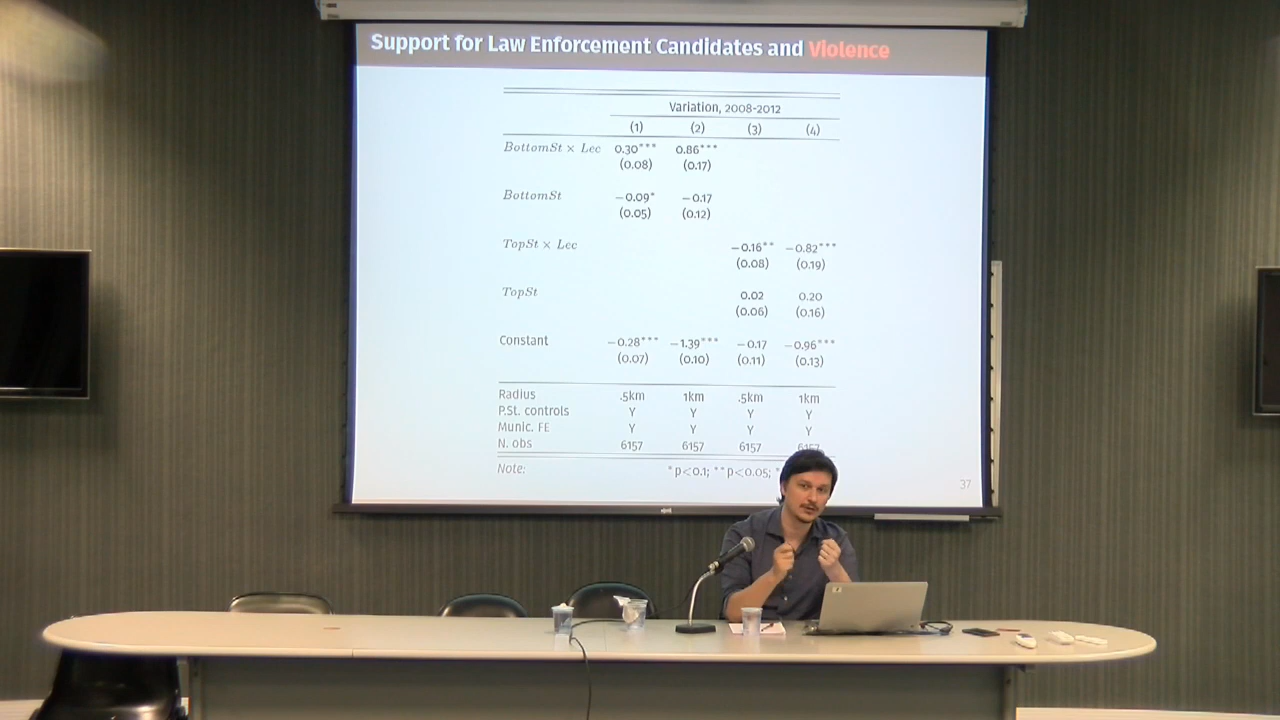 Support for Law Enforcement Candidates and Violence
Variation, 2008-2012
(1) (2) (3) (4)
BottomSt × Lec 0.30*** 0.86***
(0.08) (0.17)
BottomSt −0.09* −0.17
(0.05) (0.12)
TopSt × Lec −0.16** −0.82***
(0.08) (0.19)
TopSt 0.02 0.20
(0.06) (0.16)
Constant −0.28*** −1.39*** −0.17 −0.96***
(0.07) (0.10) (0.11) (0.13)
Radius .5km 1km .5km 1km
P.St. controls Y Y Y Y
Munic. FE Y Y Y Y
N. obs 6157 6157 6157 6157
Note: *p<0.1; **p<0.05; *
37